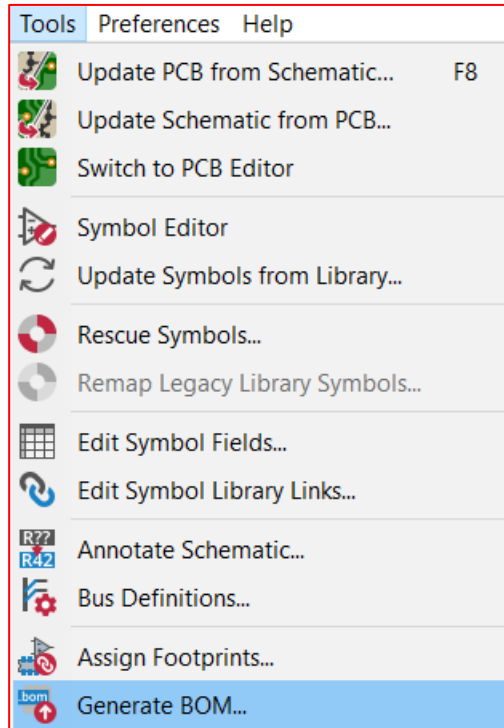 Tools Preferences Help
Update PCB from Schematic... F8
Update Schematic from PCB...
Switch to PCB Editor
Symbol Editor
Update Symbols from Library...
Rescue Symbols...
Remap Legacy Library Symbols...
Edit Symbol Fields...
Edit Symbol Library Links...
R??
R42
Annotate Schematic...
Bus Definitions...
Assign Footprints...
.bom
Generate BOM...